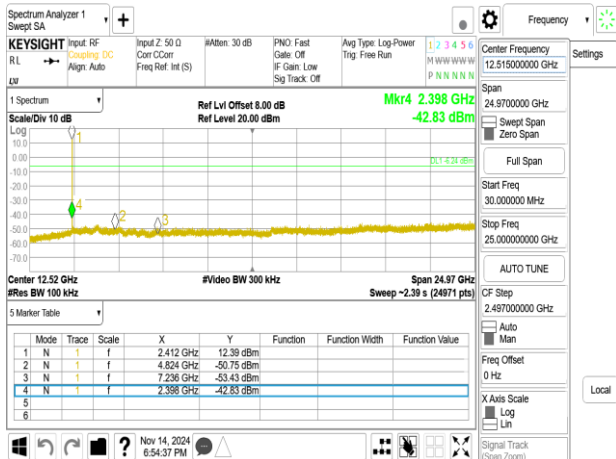 Spectrum Analyzer 1
Swept SA
+
Frequency
KEYSIGHT
RL
LXI
Input: RF
Coupling: DC
Align: Auto
Input Z: 50 Ω
Corr CCorr
Freq Ref: Int (S)
#Atten: 30 dB
PNO: Fast
Gate: Off
IF Gain: Low
Sig Track: Off
Avg Type: Log-Power
Trig: Free Run
1 2 3 4 5 6
M W W W W W
P N N N N N
Center Frequency
12.515000000 GHz
Settings
1 Spectrum
Scale/Div 10 dB
Ref Lvl Offset 8.00 dB
Ref Level 20.00 dBm
Mkr4 2.398 GHz
-42.83 dBm
Log
10.0
0.00
-10.0
-20.0
-30.0
-40.0
-50.0
-60.0
-70.0
1
2
3
4
DL1 -6.24 dBm
Center 12.52 GHz
#Res BW 100 kHz
#Video BW 300 kHz
Span 24.97 GHz
Sweep ~2.39 s (24971 pts)
Span
24.9700000 GHz
Swept Span
Zero Span
Full Span
Start Freq
30.000000 MHz
Stop Freq
25.000000000 GHz
AUTO TUNE
CF Step
2.497000000 GHz
Auto
Man
Freq Offset
0 Hz
X Axis Scale
Log
Lin
Signal Track
(Span Zoom)
Local
5 Marker Table
Mode Trace Scale X Y Function Function Width Function Value
1 N 1 f 2.412 GHz 12.39 dBm
2 N 1 f 4.824 GHz -50.75 dBm
3 N 1 f 7.236 GHz -53.43 dBm
4 N 1 f 2.398 GHz -42.83 dBm
5
6
?
Nov 14, 2024
6:54:37 PM